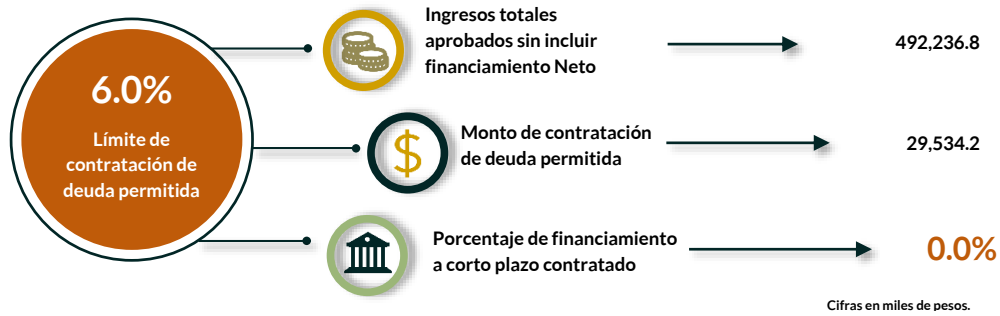 6.0%
Límite de
contratación de
deuda permitida
Ingresos totales
aprobados sin incluir
financiamiento Neto
492,236.8
$
Monto de contratación
de deuda permitida
29,534.2
Porcentaje de financiamiento
a corto plazo contratado
0.0%
Cifras en miles de pesos.